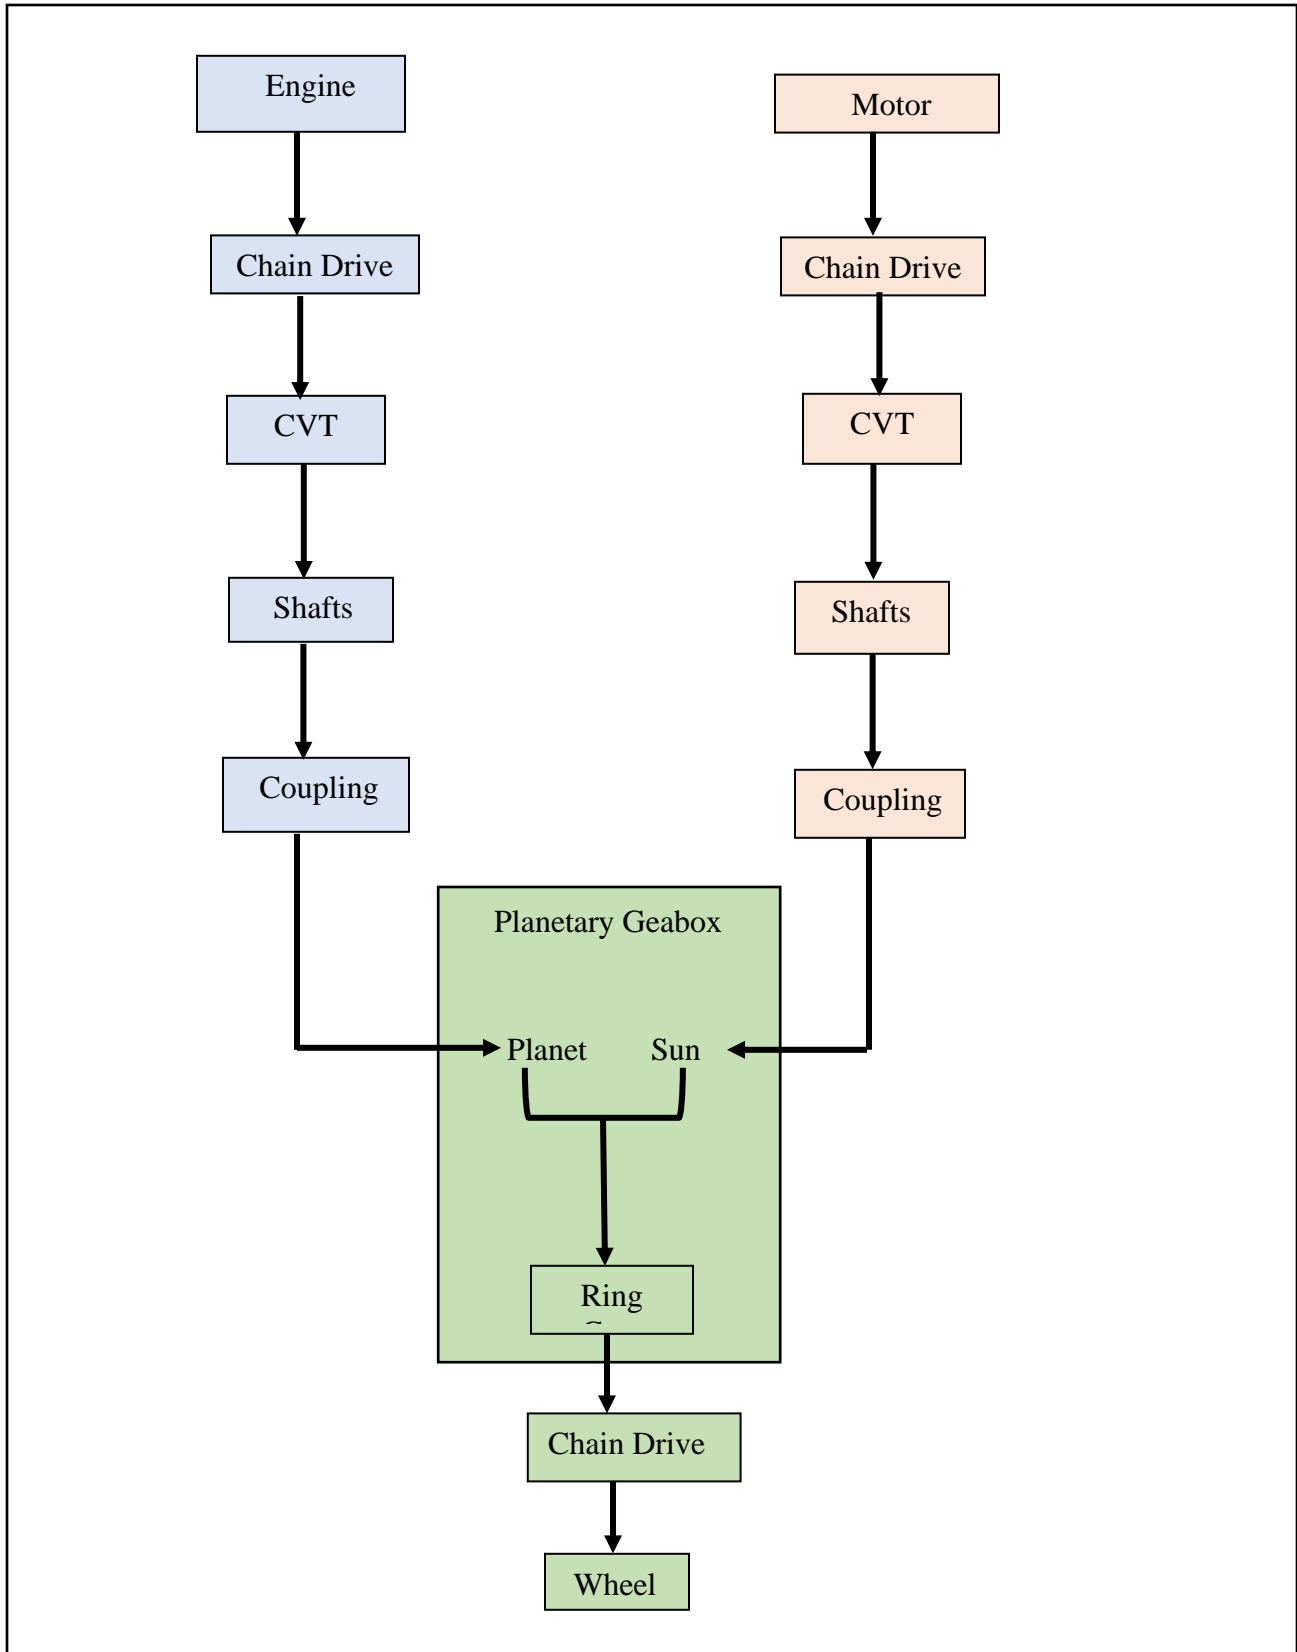 Engine
Motor
Chain Drive
Chain Drive
CVT
CVT
Shafts
Shafts
Coupling
Coupling
Planetary Geabox
Planet
Sun
Ring
Chain Drive
Wheel